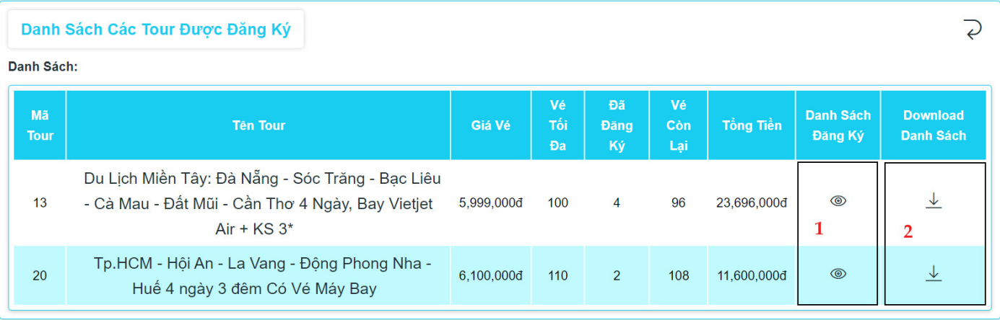 Danh Sách Các Tour Được Đăng Ký
Danh Sách:
Mã Tour Tên Tour Giá Vé Vé Tối Đa Đã Đăng Ký Vé Còn Lại Tổng Tiền Danh Sách Đăng Ký Download Danh Sách
Du Lịch Miền Tây: Đà Nẵng - Sóc Trăng - Bạc Liêu
13 - Cà Mau - Đất Mũi - Cần Thơ 4 Ngày, Bay Vietjet 5,999,000đ 100 4 96 23,696,000đ
Air + KS 3* 1 2
Tp.HCM - Hội An - La Vang - Động Phong Nha -
20 6,100,000đ 110 2 108 11,600,000đ
Huế 4 ngày 3 đêm Có Vé Máy Bay